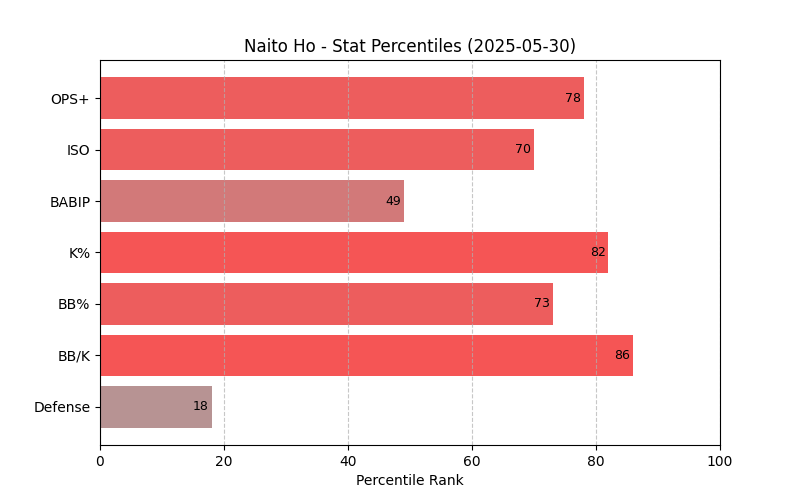 Naito Ho - Stat Percentiles (2025-05-30)
OPS+ 78
ISO 70
BABIP 49
K% 82
BB% 73
BB/K 86
Defense 18
0 20 40 60 80 100
Percentile Rank